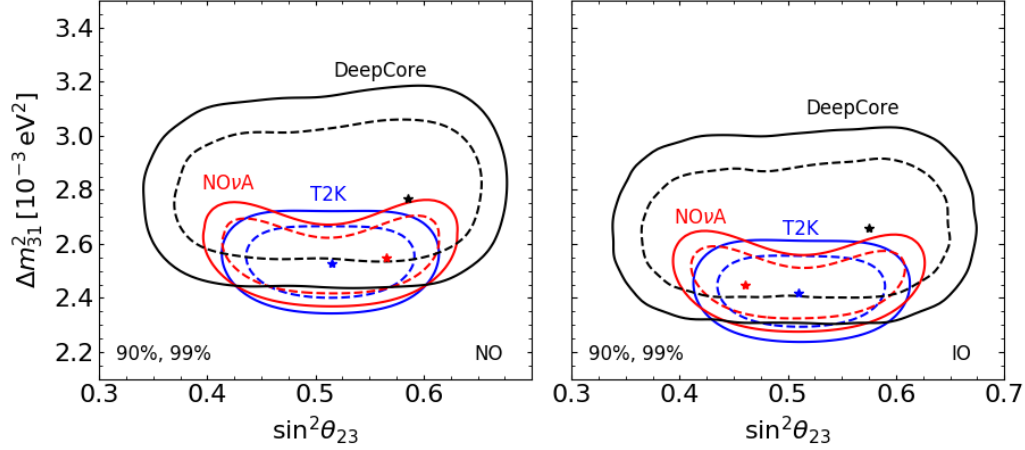 3.4
3.2
3.0
2.8
2.6
2.4
2.2
Δm²₃₁ [10⁻³ eV²]
DeepCore
NOνA
T2K
90%, 99%
NO
0.3
0.4
0.5
0.6
sin²θ₂₃
DeepCore
NOνA
T2K
90%, 99%
IO
0.3
0.4
0.5
0.6
0.7
sin²θ₂₃